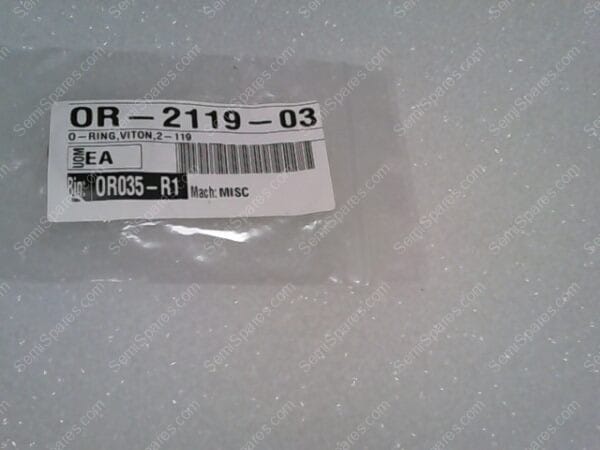 OR-2119-03
O-RING,VITON,2-119
UOM EA
OR035-R1 Mach: MISC
SemiSpares.com